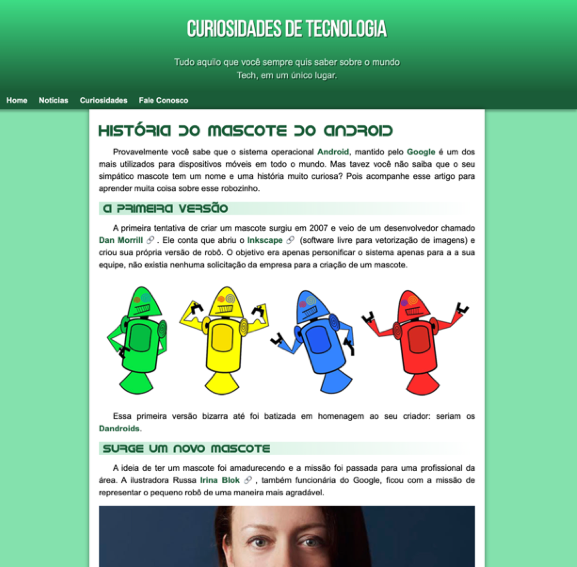 CURIOSIDADES DE TECNOLOGIA
Tudo aquilo que você sempre quis saber sobre o mundo
Tech, em um único lugar.
Home Notícias Curiosidades Fale Conosco
HISTÓRIA DO MASCOTE DO ANDROID
Provavelmente você sabe que o sistema operacional Android, mantido pelo Google é um dos
mais utilizados para dispositivos móveis em todo o mundo. Mas tavez você não saiba que o seu
simpático mascote tem um nome e uma história muito curiosa? Pois acompanhe esse artigo para
aprender muita coisa sobre esse robozinho.
A PRIMEIRA VERSÃO
A primeira tentativa de criar um mascote surgiu em 2007 e veio de um desenvolvedor chamado
Dan Morrill . Ele conta que abriu o Inkscape (software livre para vetorização de imagens) e
criou sua própria versão de robô. O objetivo era apenas personificar o sistema apenas para a a sua
equipe, não existia nenhuma solicitação da empresa para a criação de um mascote.
Essa primeira versão bizarra até foi batizada em homenagem ao seu criador: seriam os
Dandroids.
SURGE UM NOVO MASCOTE
A ideia de ter um mascote foi amadurecendo e a missão foi passada para uma profissional da
área. A ilustradora Russa Irina Blok , também funcionária do Google, ficou com a missão de
representar o pequeno robô de uma maneira mais agradável.